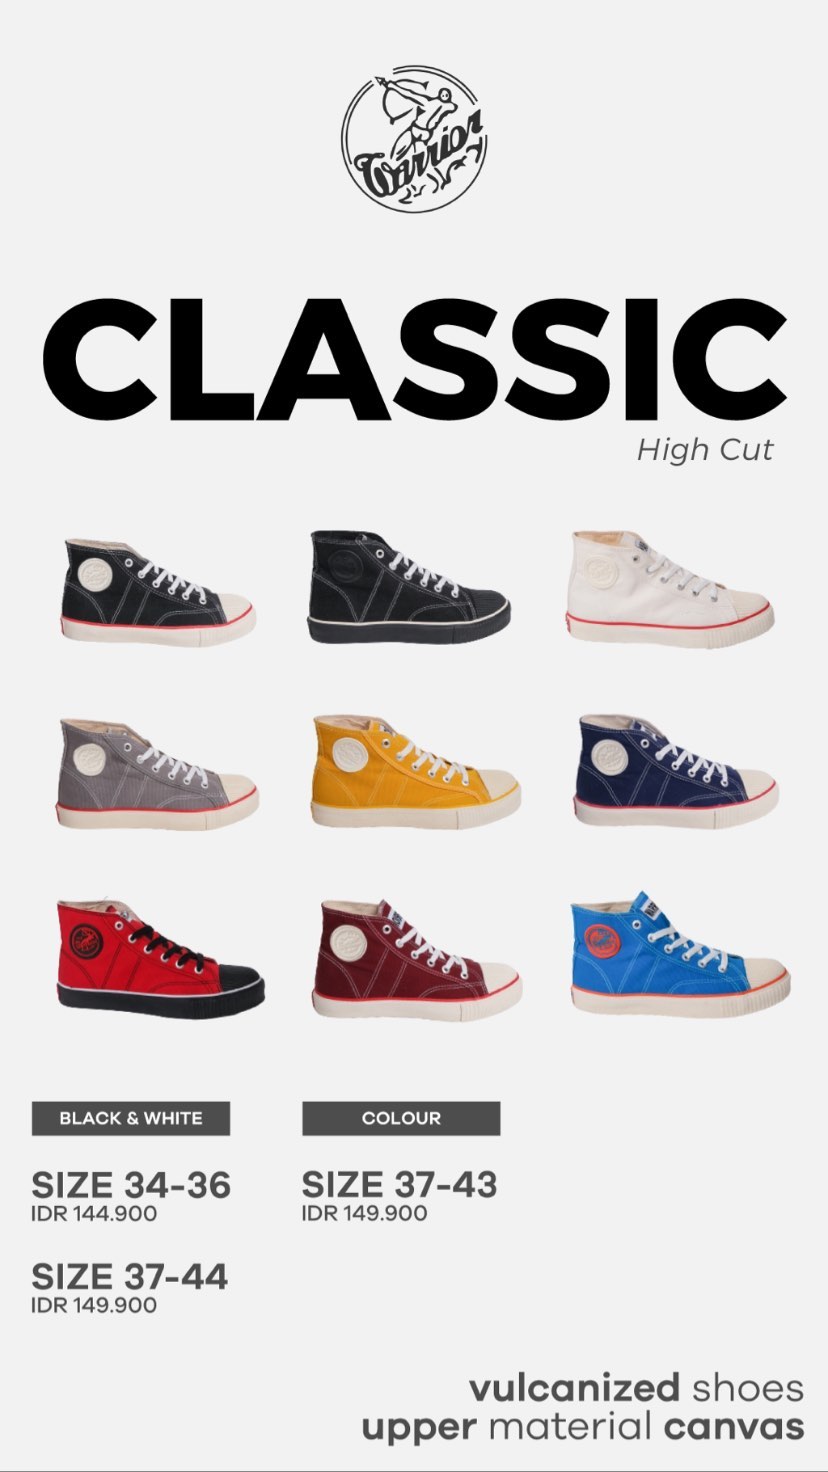 Warrior
CLASSIC
High Cut
BLACK & WHITE
SIZE 34-36
IDR 144.900
SIZE 37-44
IDR 149.900
COLOUR
SIZE 37-43
IDR 149.900
vulcanized shoes
upper material canvas